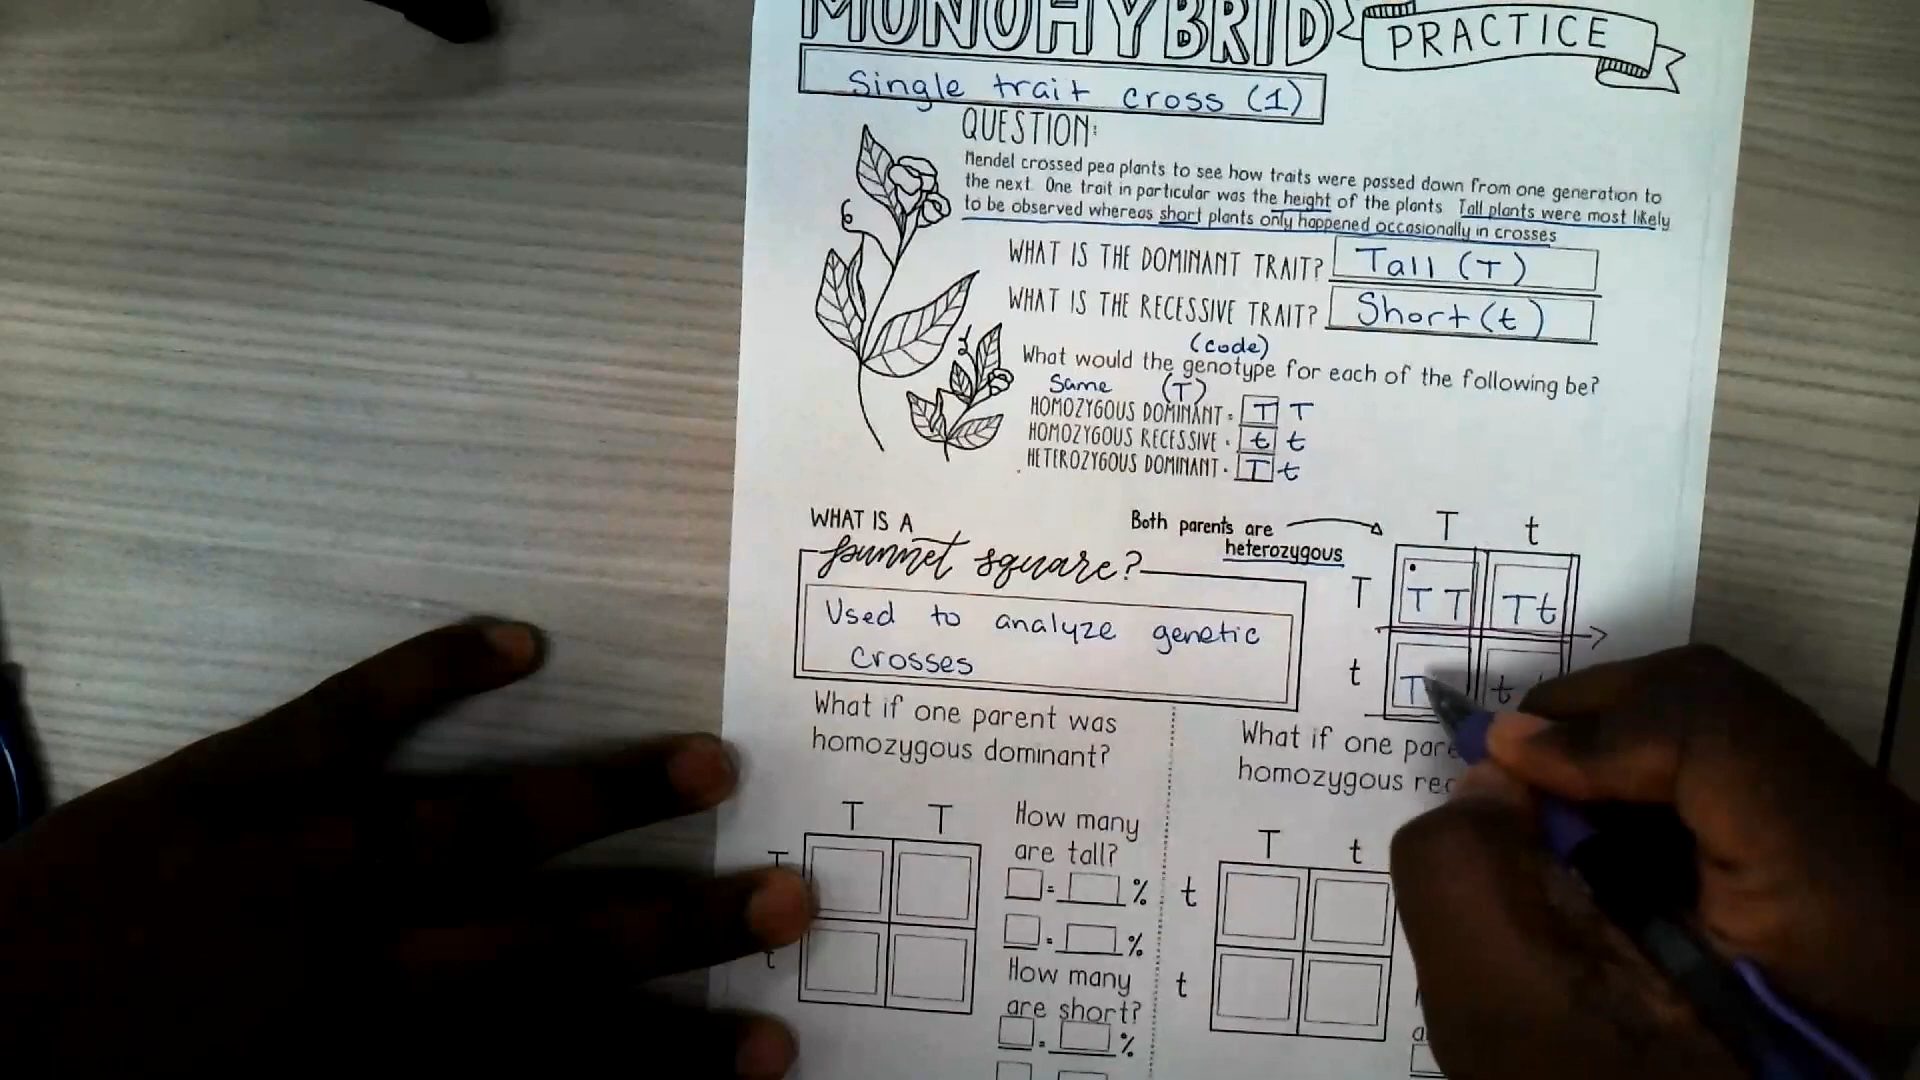 MONOHYBRID PRACTICE
Single trait cross (1)
QUESTION:
Mendel crossed pea plants to see how traits were passed down from one generation to
the next. One trait in particular was the height of the plants Tall plants were most likely
to be observed whereas short plants only happened occasionally in crosses
WHAT IS THE DOMINANT TRAIT? Tall (T)
WHAT IS THE RECESSIVE TRAIT? Short (t)
(code)
What would the genotype for each of the following be?
Same (T)
HOMOZYGOUS DOMINANT = T T
HOMOZYGOUS RECESSIVE = t t
HETEROZYGOUS DOMINANT = T t
WHAT IS A
punnet square?
Used to analyze genetic
crosses
Both parents are
heterozygous
T t
T TT Tt
t T t
What if one parent was
homozygous dominant?
T T
T
t
How many
are tall?
= %
= %
How many
are short?
= %
What if one
homozygous
T t
t
t